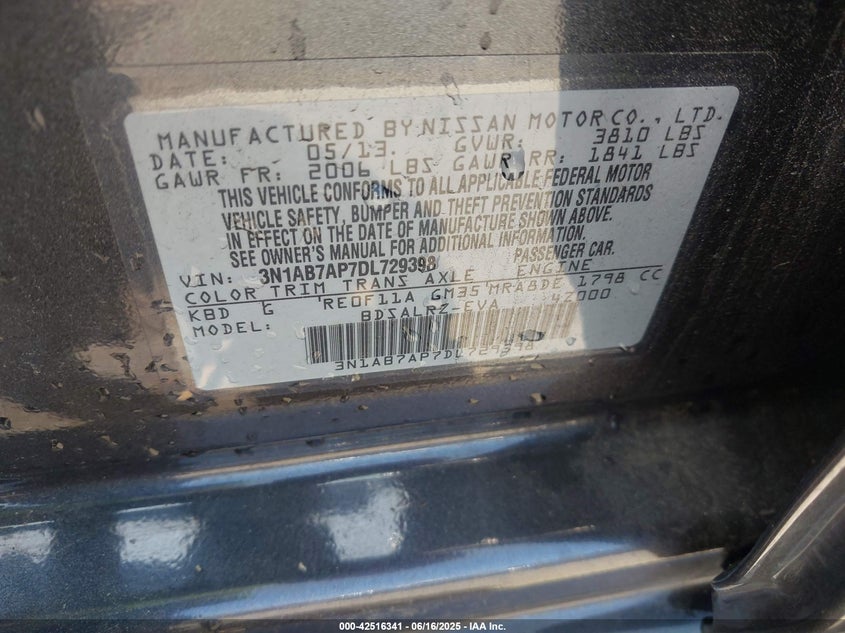 MANUFACTURED BY NISSAN MOTOR CO., LTD.
DATE: 05/13. GVWR: 3810 LBS
GAWR FR: 2006 LBS GAWR RR: 1841 LBS
THIS VEHICLE CONFORMS TO ALL APPLICABLE FEDERAL MOTOR
VEHICLE SAFETY, BUMPER AND THEFT PREVENTION STANDARDS
IN EFFECT ON THE DATE OF MANUFACTURE SHOWN ABOVE.
SEE OWNER'S MANUAL FOR ADDITIONAL INFORMATION.
VIN: 3N1AB7AP7DL729398 PASSENGER CAR.
COLOR TRIM TRANS AXLE ENGINE
KBD G RE0F11A GM35 MRA8DE 1798 CC
MODEL: BDSALRZ-EVA 42000
3N1AB7AP7DL729398
000-42516341 - 06/16/2025 - IAA Inc.